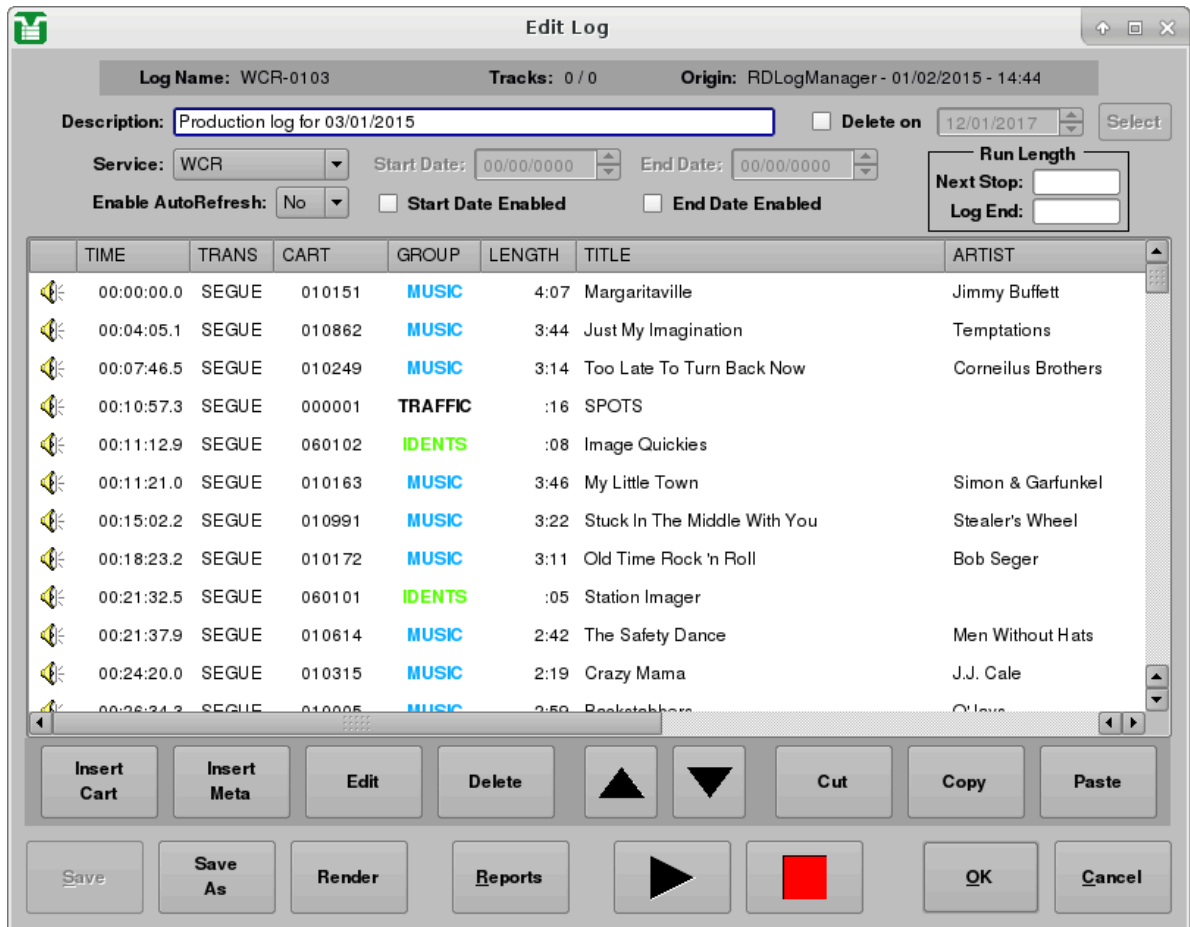 Edit Log
Log Name: WCR-0103 Tracks: 0 / 0 Origin: RDLogManager - 01/02/2015 - 14:44
Description: Production log for 03/01/2015 Delete on 12/01/2017 Select
Service: WCR Start Date: 00/00/0000 End Date: 00/00/0000 Run Length
Next Stop:
Enable AutoRefresh: No Start Date Enabled End Date Enabled Log End:
TIME TRANS CART GROUP LENGTH TITLE ARTIST
00:00:00.0 SEGUE 010151 MUSIC 4:07 Margaritaville Jimmy Buffett
00:04:05.1 SEGUE 010862 MUSIC 3:44 Just My Imagination Temptations
00:07:46.5 SEGUE 010249 MUSIC 3:14 Too Late To Turn Back Now Corneilus Brothers
00:10:57.3 SEGUE 000001 TRAFFIC :16 SPOTS
00:11:12.9 SEGUE 060102 IDENTS :08 Image Quickies
00:11:21.0 SEGUE 010163 MUSIC 3:46 My Little Town Simon & Garfunkel
00:15:02.2 SEGUE 010991 MUSIC 3:22 Stuck In The Middle With You Stealer's Wheel
00:18:23.2 SEGUE 010172 MUSIC 3:11 Old Time Rock 'n Roll Bob Seger
00:21:32.5 SEGUE 060101 IDENTS :05 Station Imager
00:21:37.9 SEGUE 010614 MUSIC 2:42 The Safety Dance Men Without Hats
00:24:20.0 SEGUE 010315 MUSIC 2:19 Crazy Mama J.J. Cale
00:26:34.3 SEGUE 010005 MUSIC 2:59 Backstabbers O'Jays
Insert Cart Insert Meta Edit Delete Cut Copy Paste
Save Save As Render Reports OK Cancel